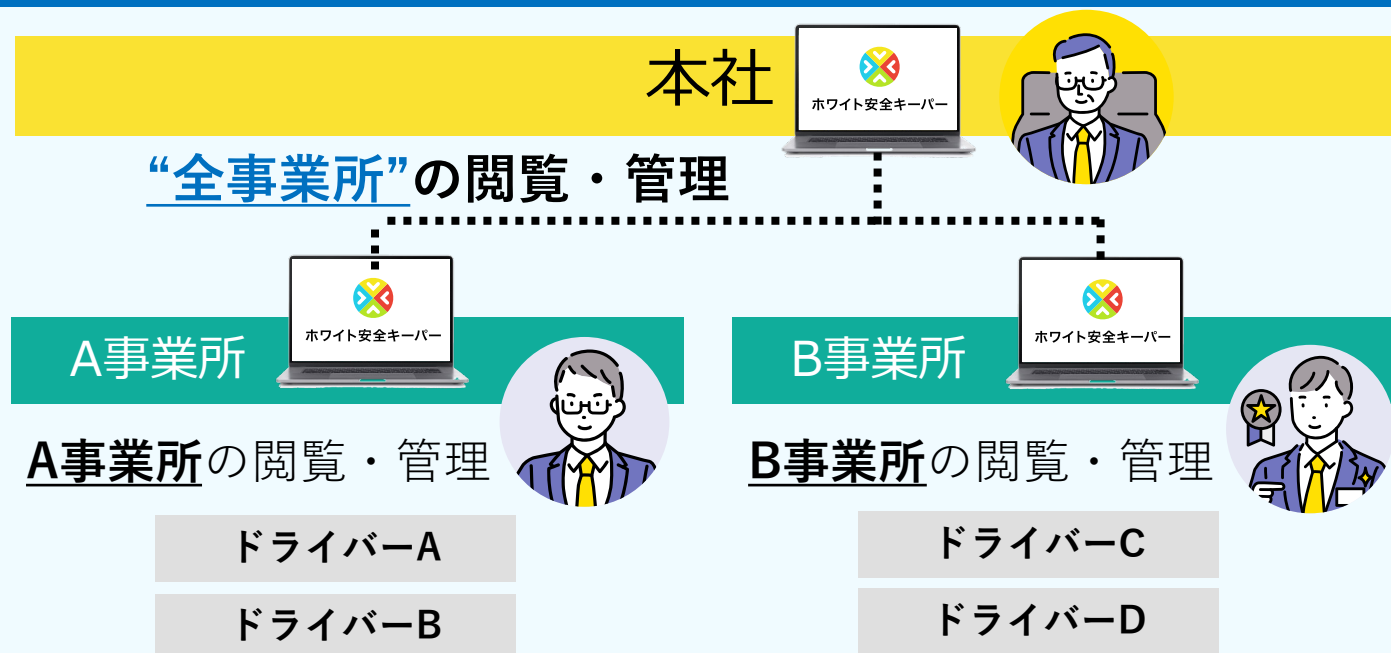 本社
ホワイト安全キーパー
“全事業所”の閲覧・管理
A事業所
ホワイト安全キーパー
A事業所の閲覧・管理
ドライバーA
ドライバーB
B事業所
ホワイト安全キーパー
B事業所の閲覧・管理
ドライバーC
ドライバーD